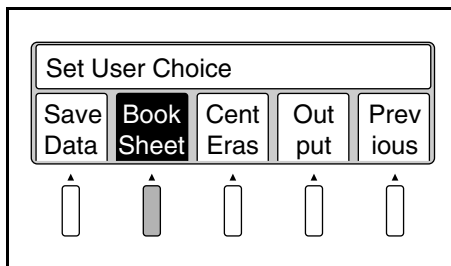 Set User Choice
Save Book Cent Out Prev
Data Sheet Eras put ious